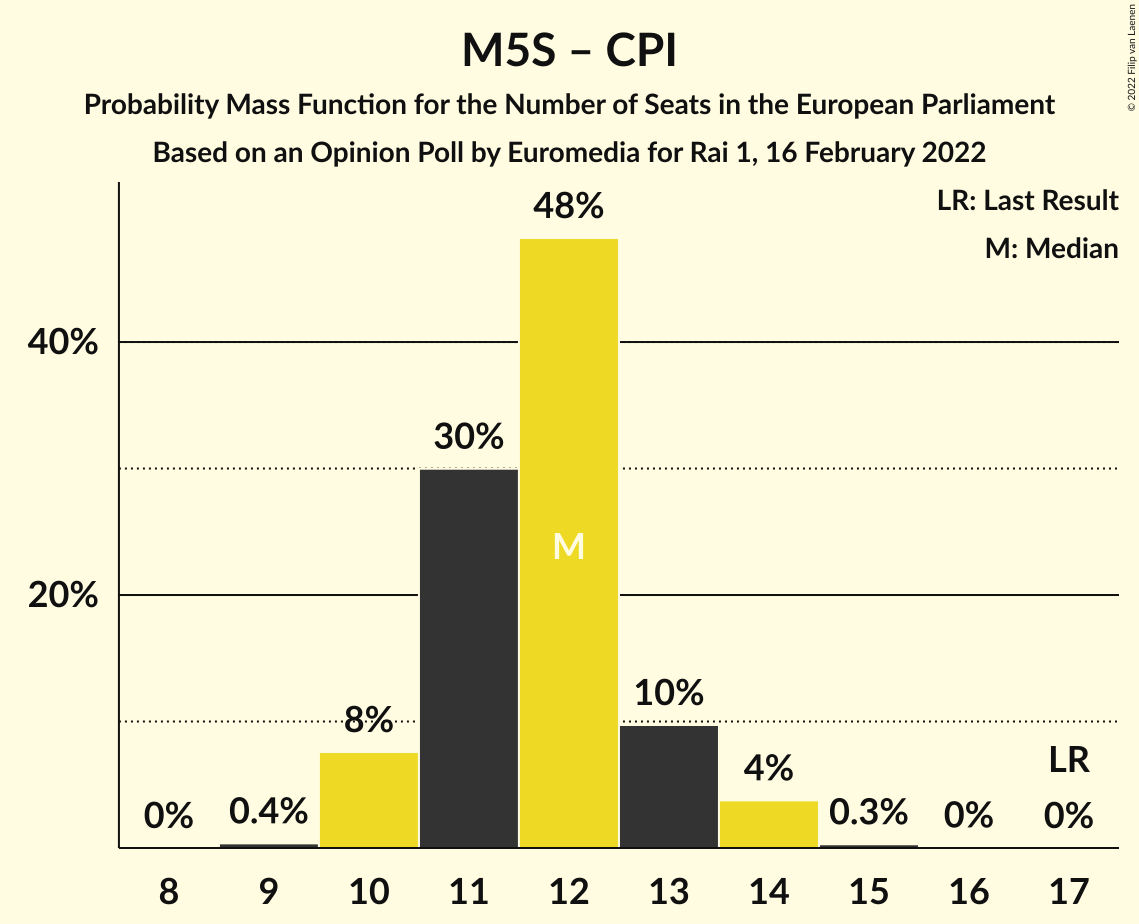 M5S – CPI
Probability Mass Function for the Number of Seats in the European Parliament
Based on an Opinion Poll by Euromedia for Rai 1, 16 February 2022
© 2022 Filip van Laenen
LR: Last Result
M: Median
48%
40%
30%
M
20%
10%
8%
4%
LR
0%
0.4%
0.3%
0%
0%
8
9
10
11
12
13
14
15
16
17